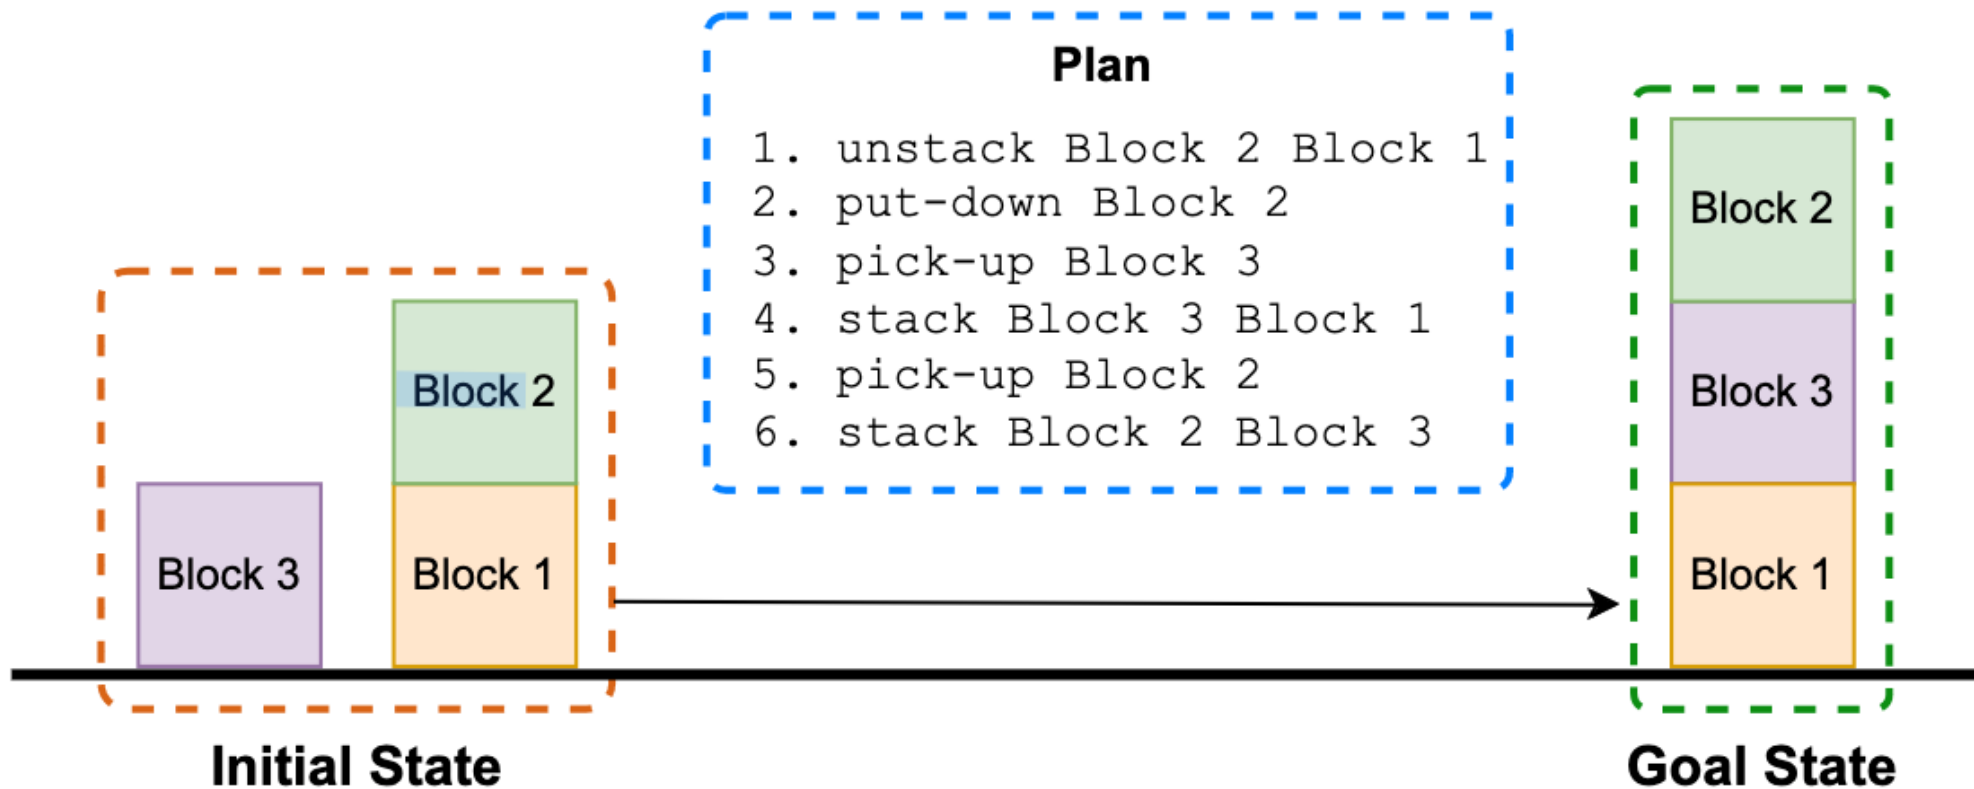 Plan
1. unstack Block 2 Block 1
2. put-down Block 2
3. pick-up Block 3
4. stack Block 3 Block 1
5. pick-up Block 2
6. stack Block 2 Block 3
Block 2
Block 3
Block 1
Initial State
Block 2
Block 3
Block 1
Goal State